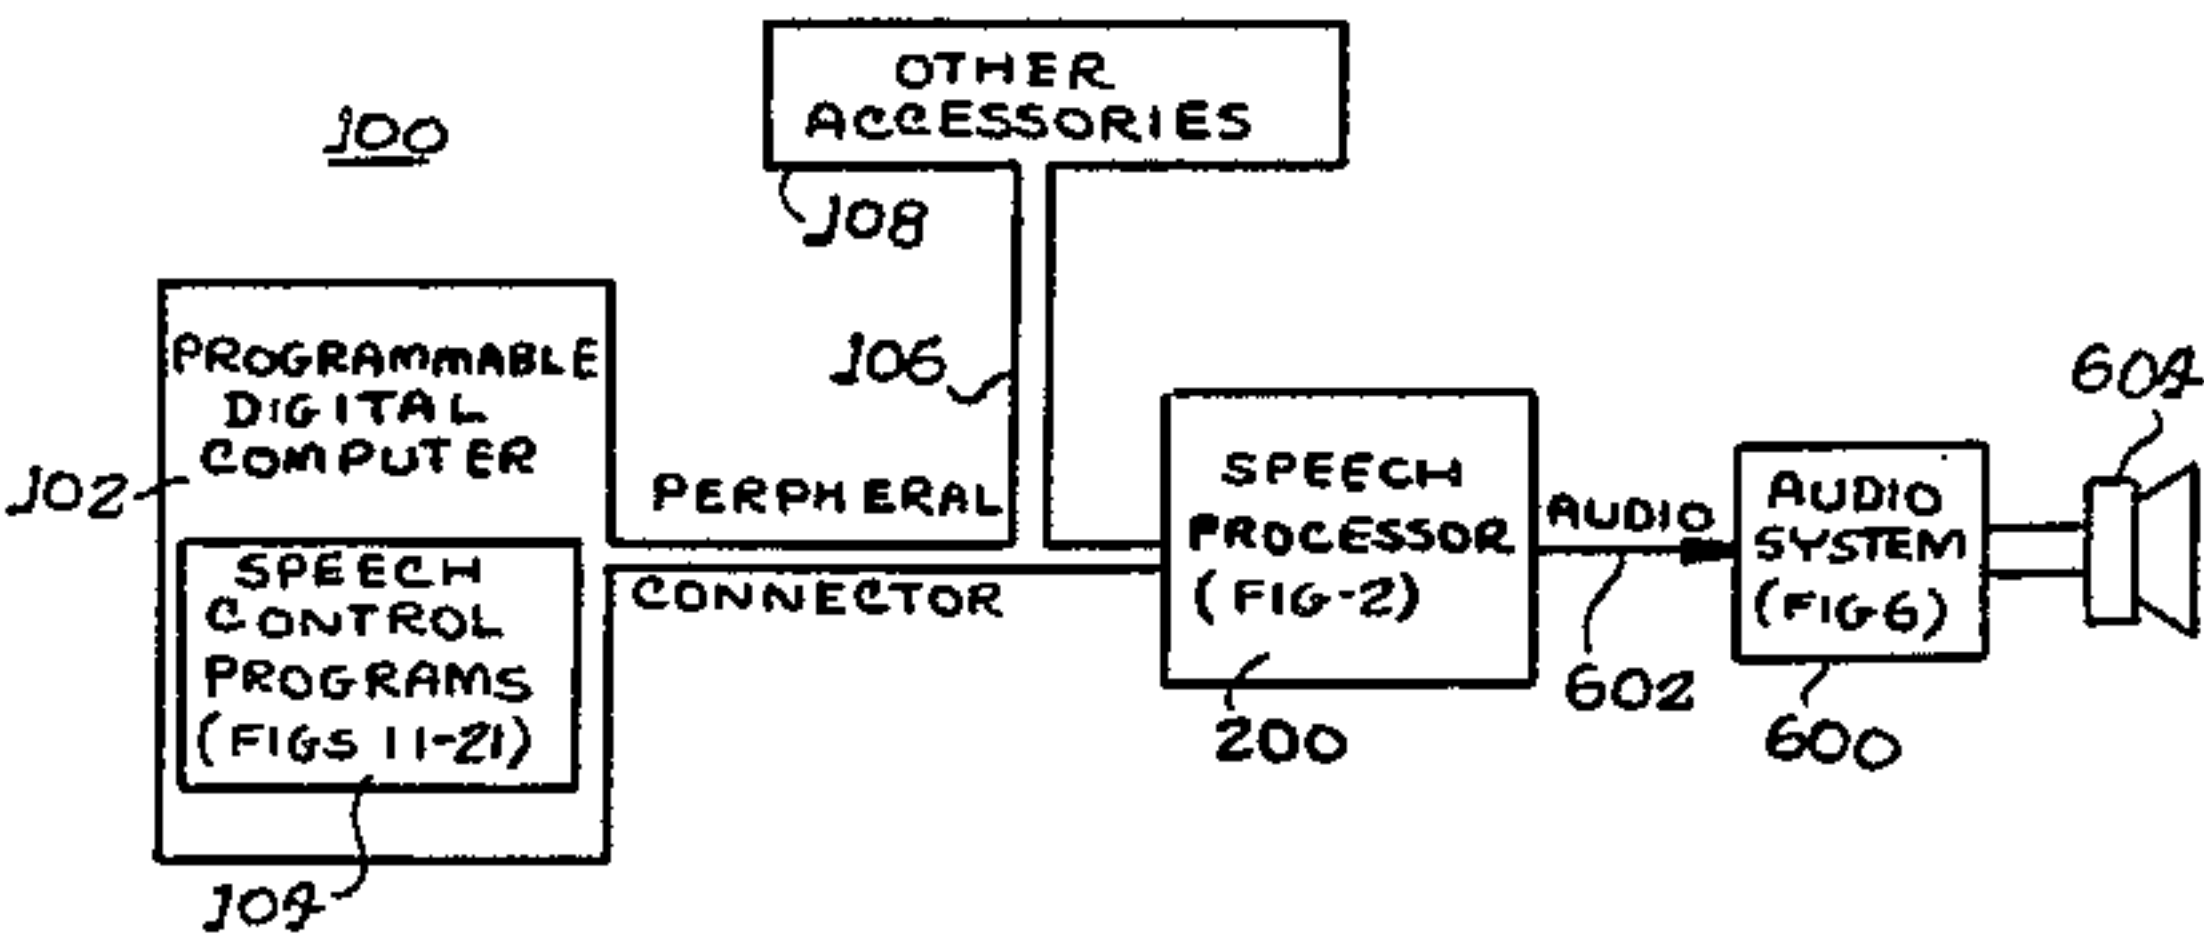 100
OTHER
ACCESSORIES
108
PROGRAMMABLE
DIGITAL
COMPUTER
102
SPEECH
CONTROL
PROGRAMS
(FIGS 11-21)
104
106
PERPHERAL
CONNECTOR
SPEECH
PROCESSOR
(FIG-2)
200
AUDIO
602
AUDIO
SYSTEM
(FIG6)
600
604